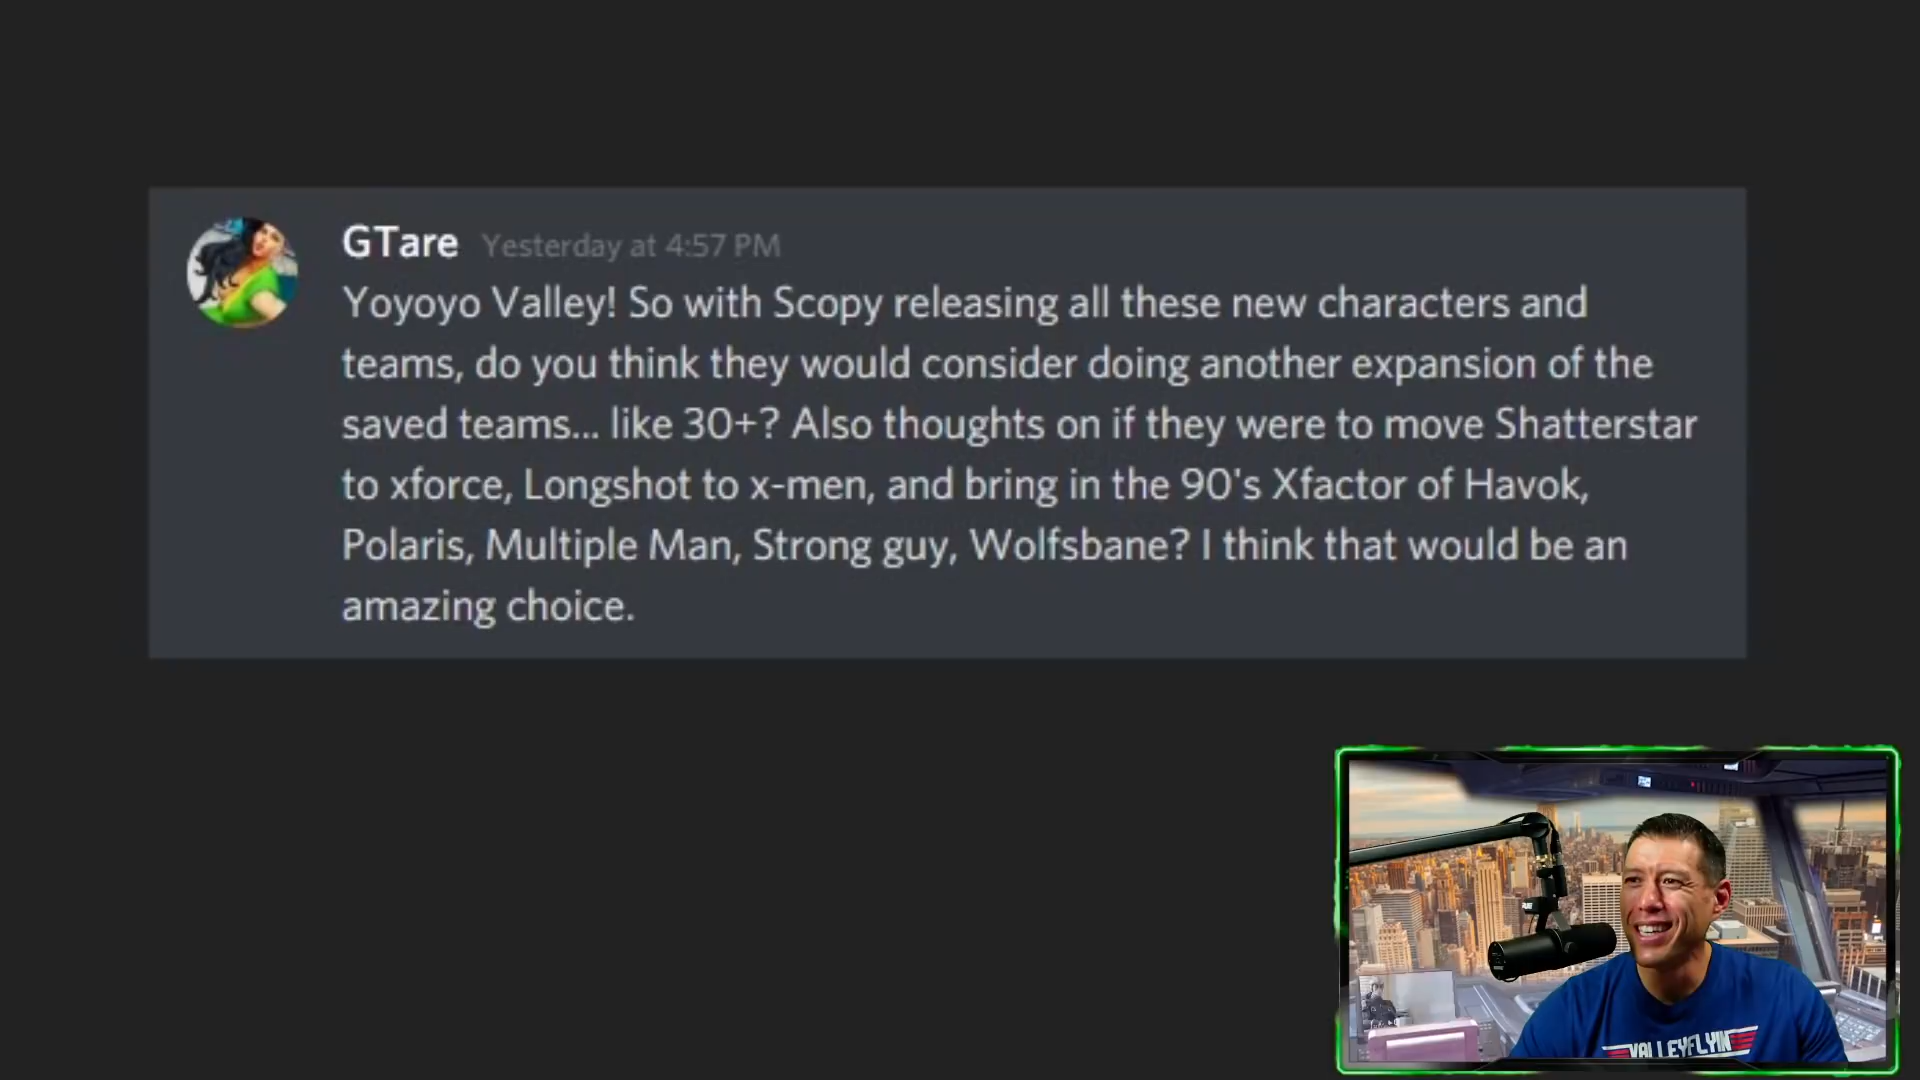 GTare Yesterday at 4:57 PM
Yoyoyo Valley! So with Scopy releasing all these new characters and
teams, do you think they would consider doing another expansion of the
saved teams... like 30+? Also thoughts on if they were to move Shatterstar
to xforce, Longshot to x-men, and bring in the 90's Xfactor of Havok,
Polaris, Multiple Man, Strong guy, Wolfsbane? I think that would be an
amazing choice.
VALLEYFLYIN